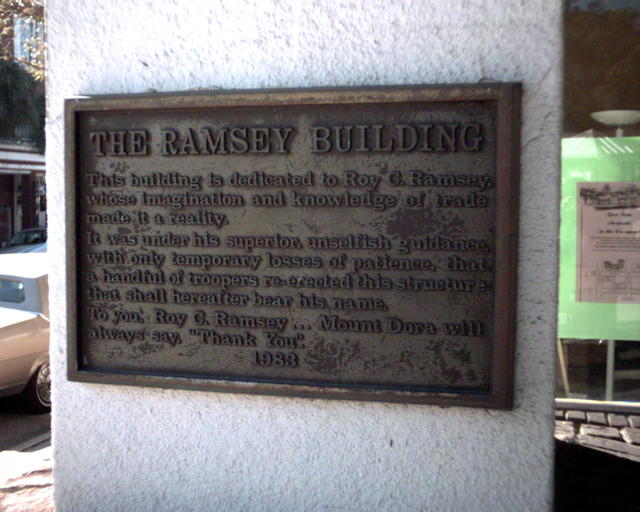 THE RAMSEY BUILDING
This building is dedicated to Roy C. Ramsey,
whose imagination and knowledge of trade
made it a reality.
It was under his superior, unselfish guidance,
with only temporary losses of patience, that
a handful of troopers re-erected this structure
that shall hereafter bear his name.
To you, Roy C. Ramsey ... Mount Dora will
always say, "Thank You".
1983